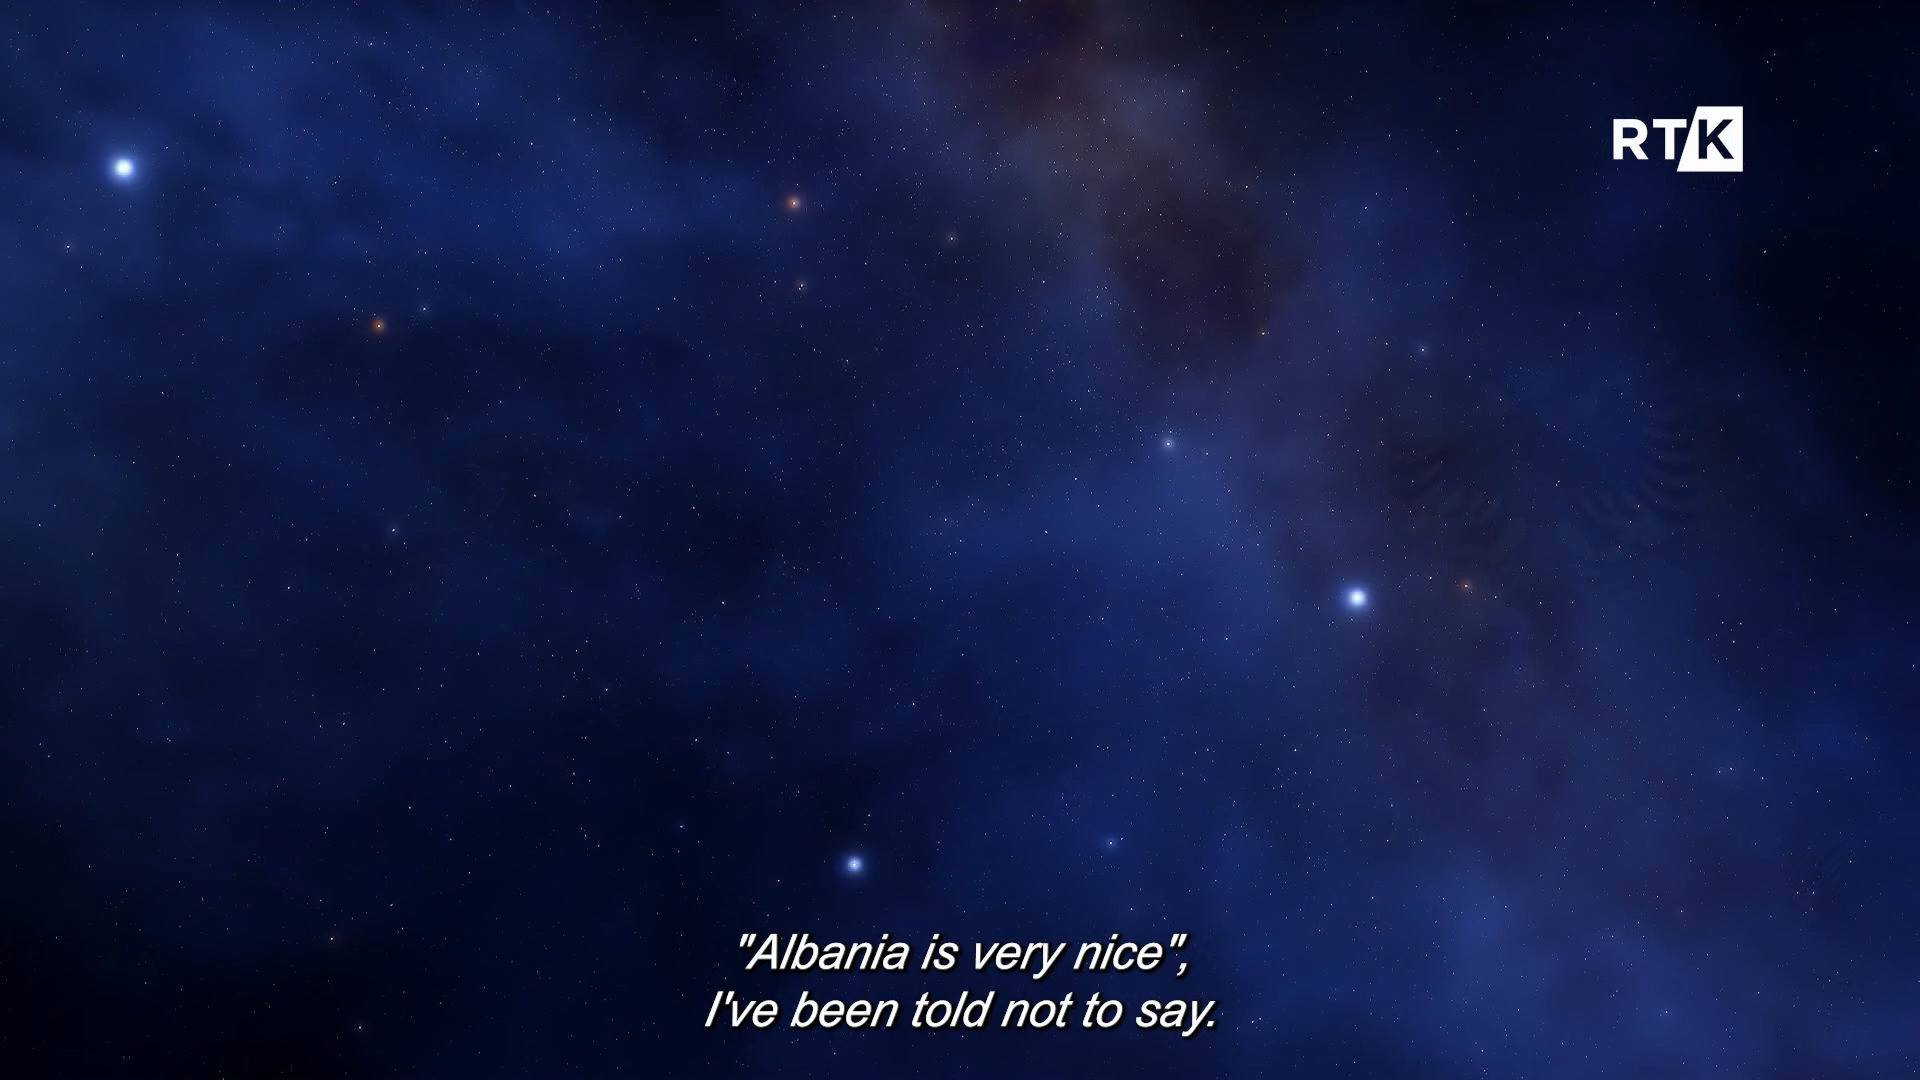 RTK
"Albania is very nice",
I've been told not to say.